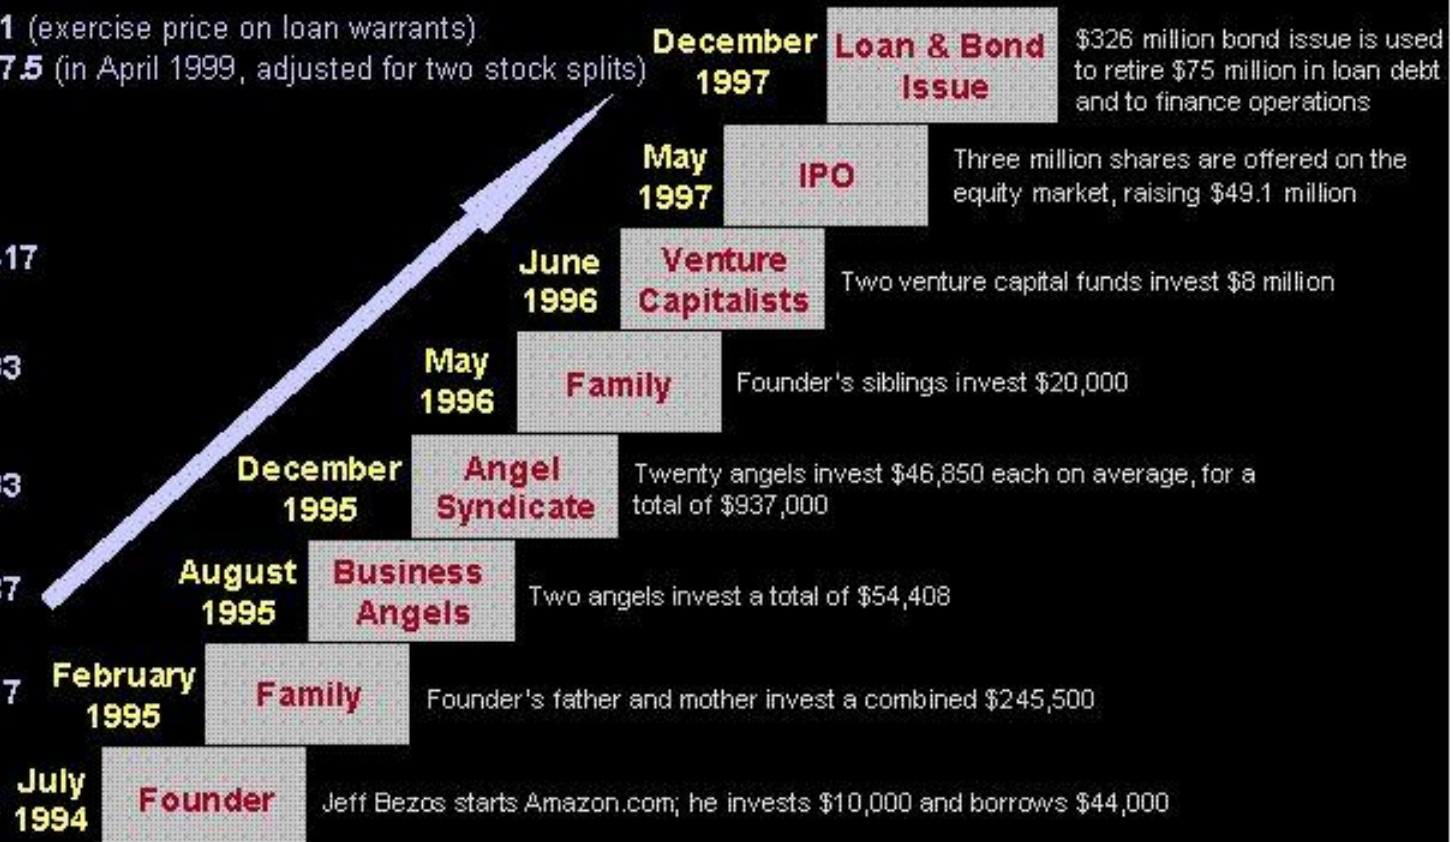 1 (exercise price on loan warrants)
7.5 (in April 1999, adjusted for two stock splits)
December
1997
Loan & Bond
Issue
$326 million bond issue is used
to retire $75 million in loan debt
and to finance operations
May
1997
IPO
Three million shares are offered on the
equity market, raising $49.1 million
17
June
1996
Venture
Capitalists
Two venture capital funds invest $8 million
3
May
1996
Family
Founder's siblings invest $20,000
3
December
1995
Angel
Syndicate
Twenty angels invest $46,850 each on average, for a
total of $937,000
7
August
1995
Business
Angels
Two angels invest a total of $54,408
7
February
1995
Family
Founder's father and mother invest a combined $245,500
July
1994
Founder
Jeff Bezos starts Amazon.com; he invests $10,000 and borrows $44,000